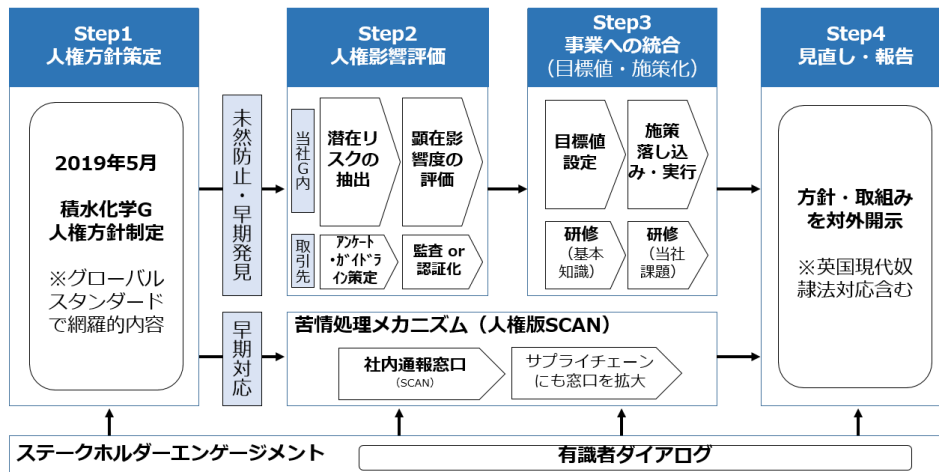 Step1
人権方針策定
2019年5月
積水化学G
人権方針制定
※グローバル
スタンダード
で網羅的内容
未然防止・早期発見
早期対応
Step2
人権影響評価
当社G内
潜在リ
スクの
抽出
顕在影
響度の
評価
取引先
ｱﾝｹｰﾄ
・ｶﾞｲﾄﾞﾗ
ｲﾝ策定
監査 or
認証化
Step3
事業への統合
（目標値・施策化）
目標値
設定
施策
落し込
み・実行
研修
（基本
知識）
研修
（当社
課題）
苦情処理メカニズム（人権版SCAN）
社内通報窓口
（SCAN）
サプライチェーン
にも窓口を拡大
Step4
見直し・報告
方針・取組み
を対外開示
※英国現代奴
隷法対応含む
ステークホルダーエンゲージメント
有識者ダイアログ